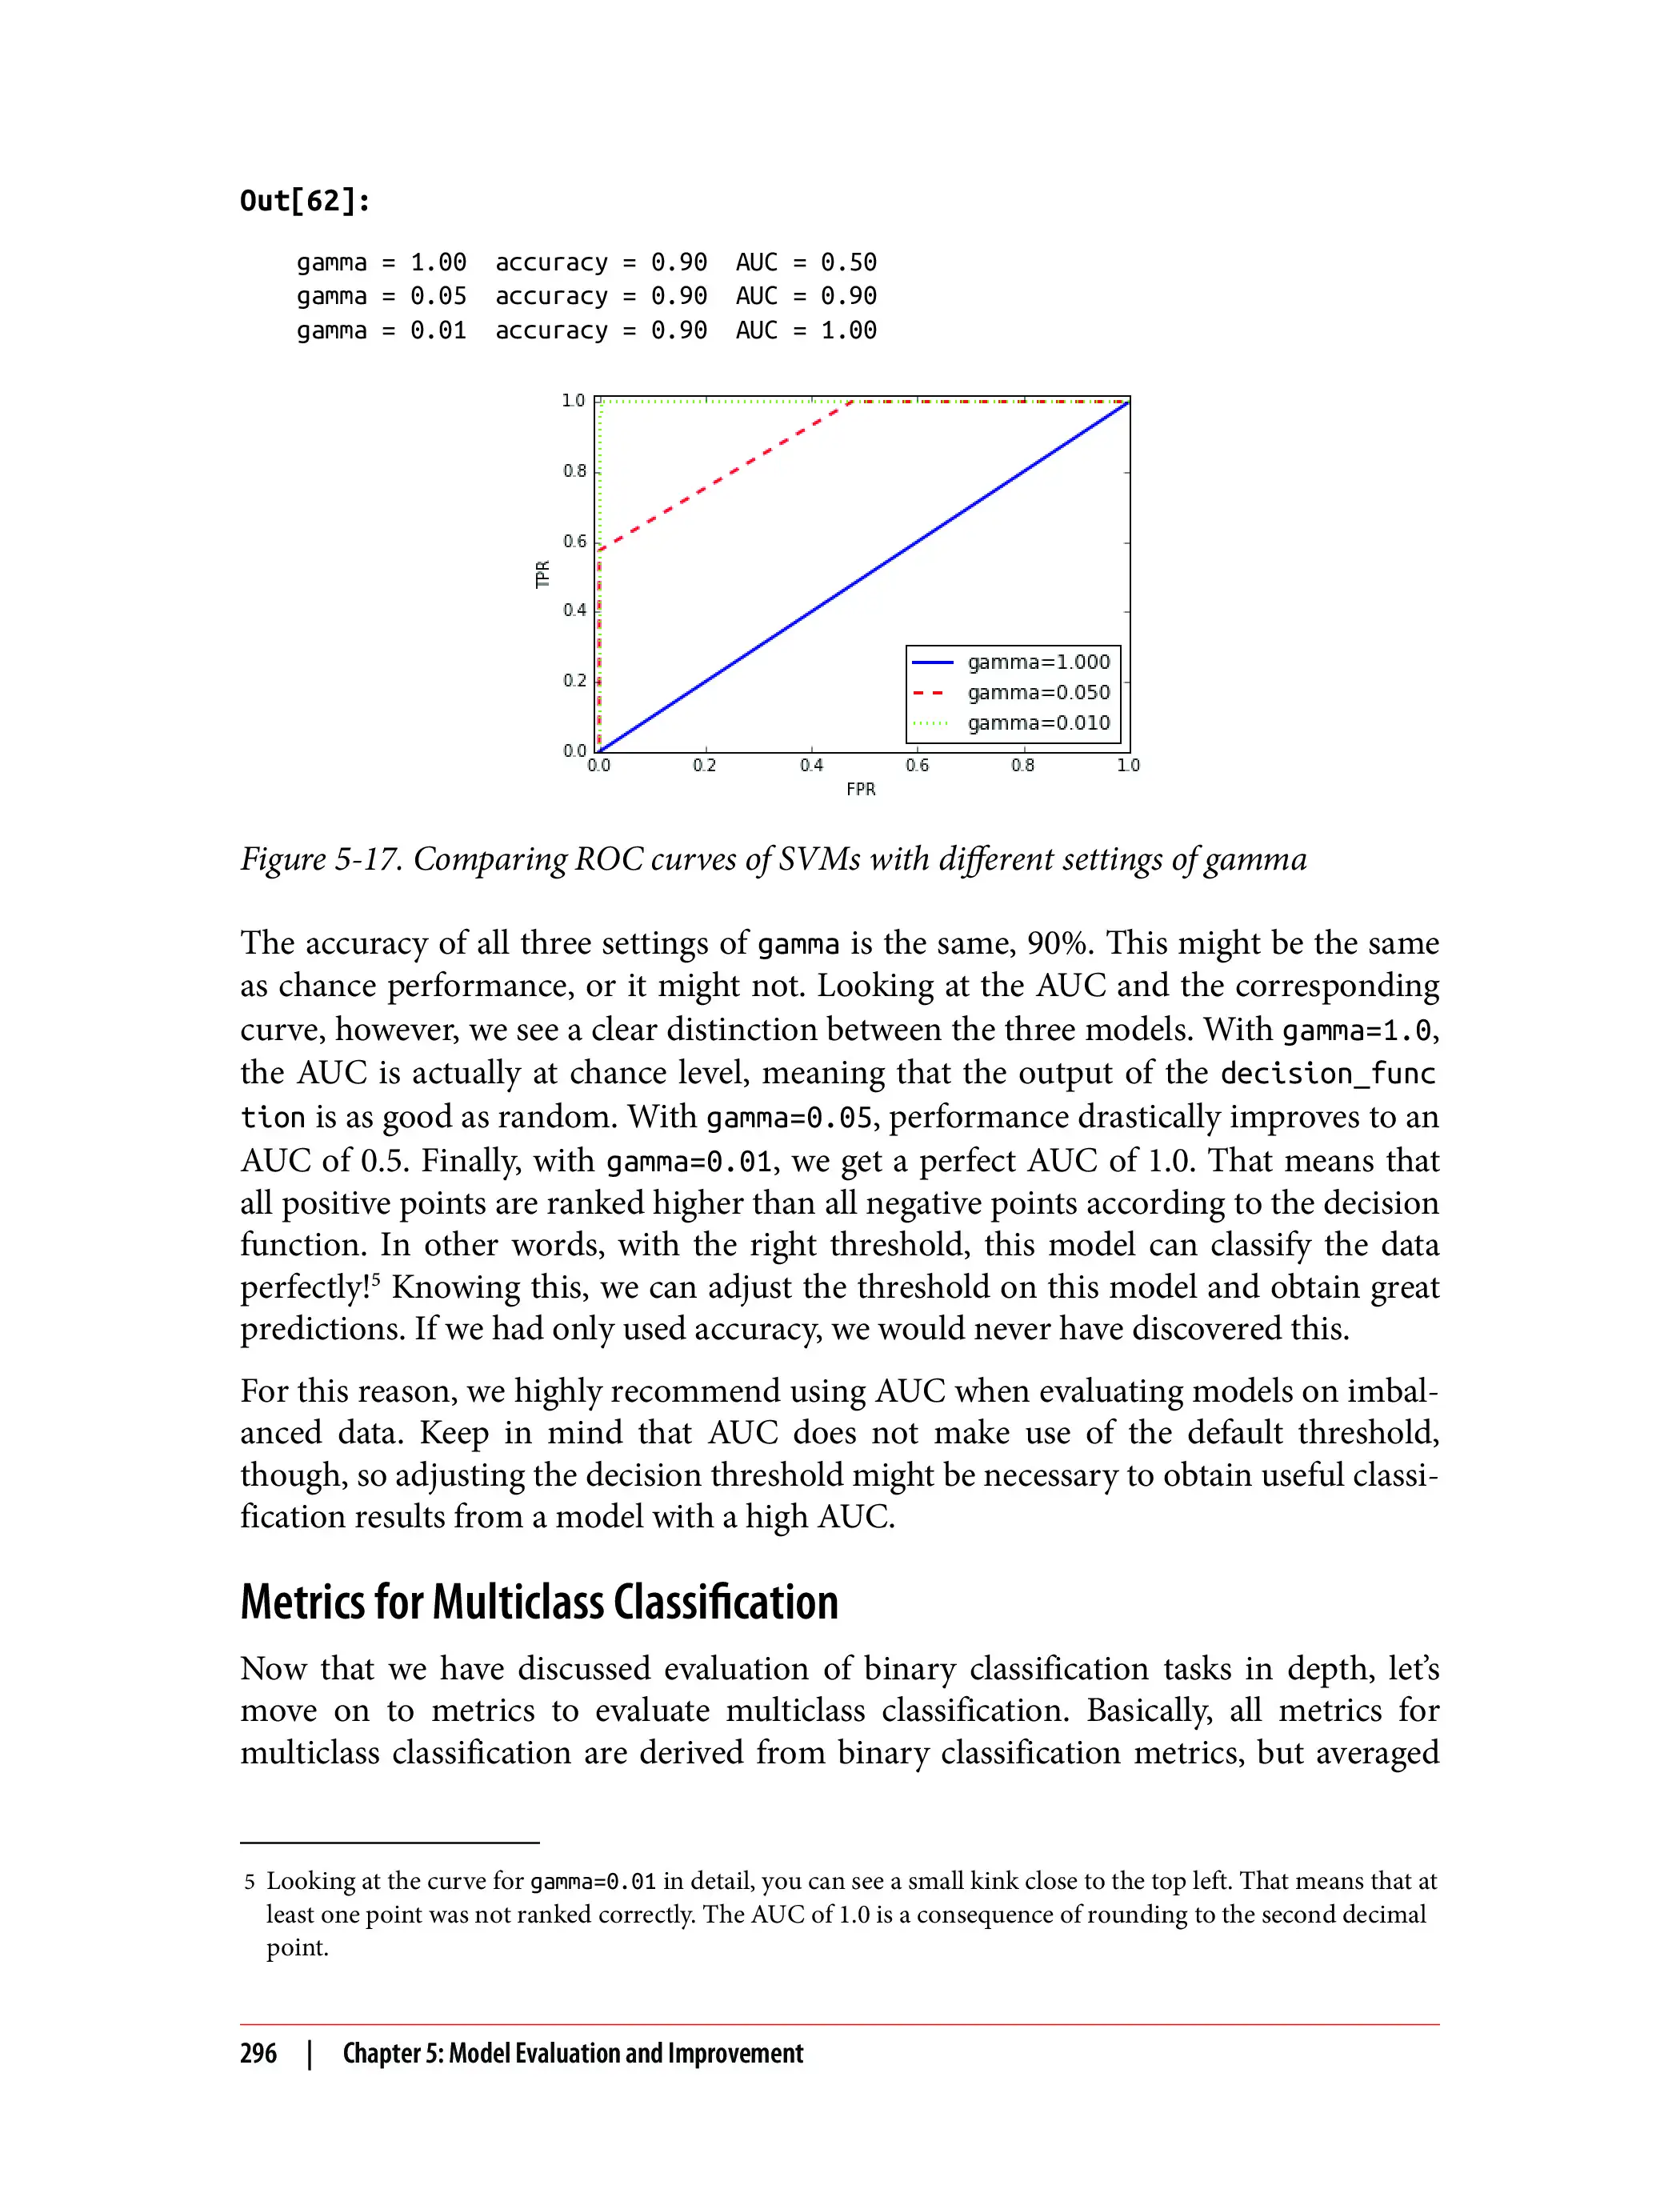 Out[62]:
gamma = 1.00  accuracy = 0.90  AUC = 0.50
gamma = 0.05  accuracy = 0.90  AUC = 0.90
gamma = 0.01  accuracy = 0.90  AUC = 1.00
1.0
0.8
0.6
0.4
0.2
0.0
TPR
gamma=1.000
gamma=0.050
gamma=0.010
0.0 0.2 0.4 0.6 0.8 1.0
FPR
Figure 5-17. Comparing ROC curves of SVMs with different settings of gamma
The accuracy of all three settings of gamma is the same, 90%. This might be the same
as chance performance, or it might not. Looking at the AUC and the corresponding
curve, however, we see a clear distinction between the three models. With gamma=1.0,
the AUC is actually at chance level, meaning that the output of the decision_func
tion is as good as random. With gamma=0.05, performance drastically improves to an
AUC of 0.5. Finally, with gamma=0.01, we get a perfect AUC of 1.0. That means that
all positive points are ranked higher than all negative points according to the decision
function. In other words, with the right threshold, this model can classify the data
perfectly!⁵ Knowing this, we can adjust the threshold on this model and obtain great
predictions. If we had only used accuracy, we would never have discovered this.
For this reason, we highly recommend using AUC when evaluating models on imbal-
anced data. Keep in mind that AUC does not make use of the default threshold,
though, so adjusting the decision threshold might be necessary to obtain useful classi-
fication results from a model with a high AUC.
Metrics for Multiclass Classification
Now that we have discussed evaluation of binary classification tasks in depth, let's
move on to metrics to evaluate multiclass classification. Basically, all metrics for
multiclass classification are derived from binary classification metrics, but averaged
5 Looking at the curve for gamma=0.01 in detail, you can see a small kink close to the top left. That means that at
least one point was not ranked correctly. The AUC of 1.0 is a consequence of rounding to the second decimal
point.
296 | Chapter 5: Model Evaluation and Improvement